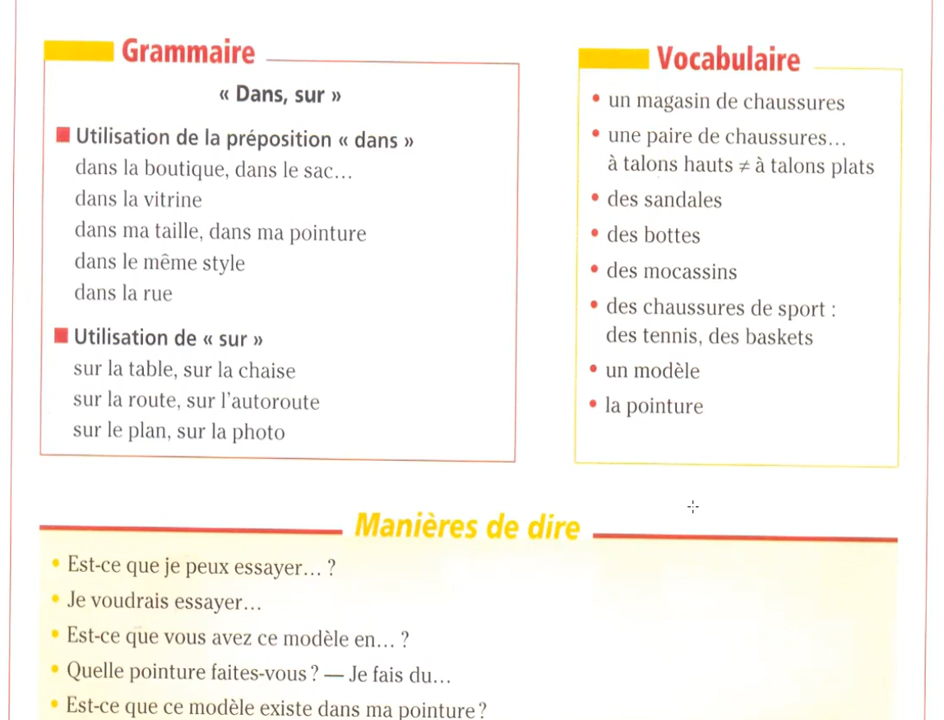 Grammaire
« Dans, sur »
Utilisation de la préposition « dans »
dans la boutique, dans le sac…
dans la vitrine
dans ma taille, dans ma pointure
dans le même style
dans la rue
Utilisation de « sur »
sur la table, sur la chaise
sur la route, sur l'autoroute
sur le plan, sur la photo
Vocabulaire
• un magasin de chaussures
• une paire de chaussures…
à talons hauts ≠ à talons plats
• des sandales
• des bottes
• des mocassins
• des chaussures de sport :
des tennis, des baskets
• un modèle
• la pointure
Manières de dire
• Est-ce que je peux essayer… ?
• Je voudrais essayer…
• Est-ce que vous avez ce modèle en… ?
• Quelle pointure faites-vous ? — Je fais du…
• Est-ce que ce modèle existe dans ma pointure ?